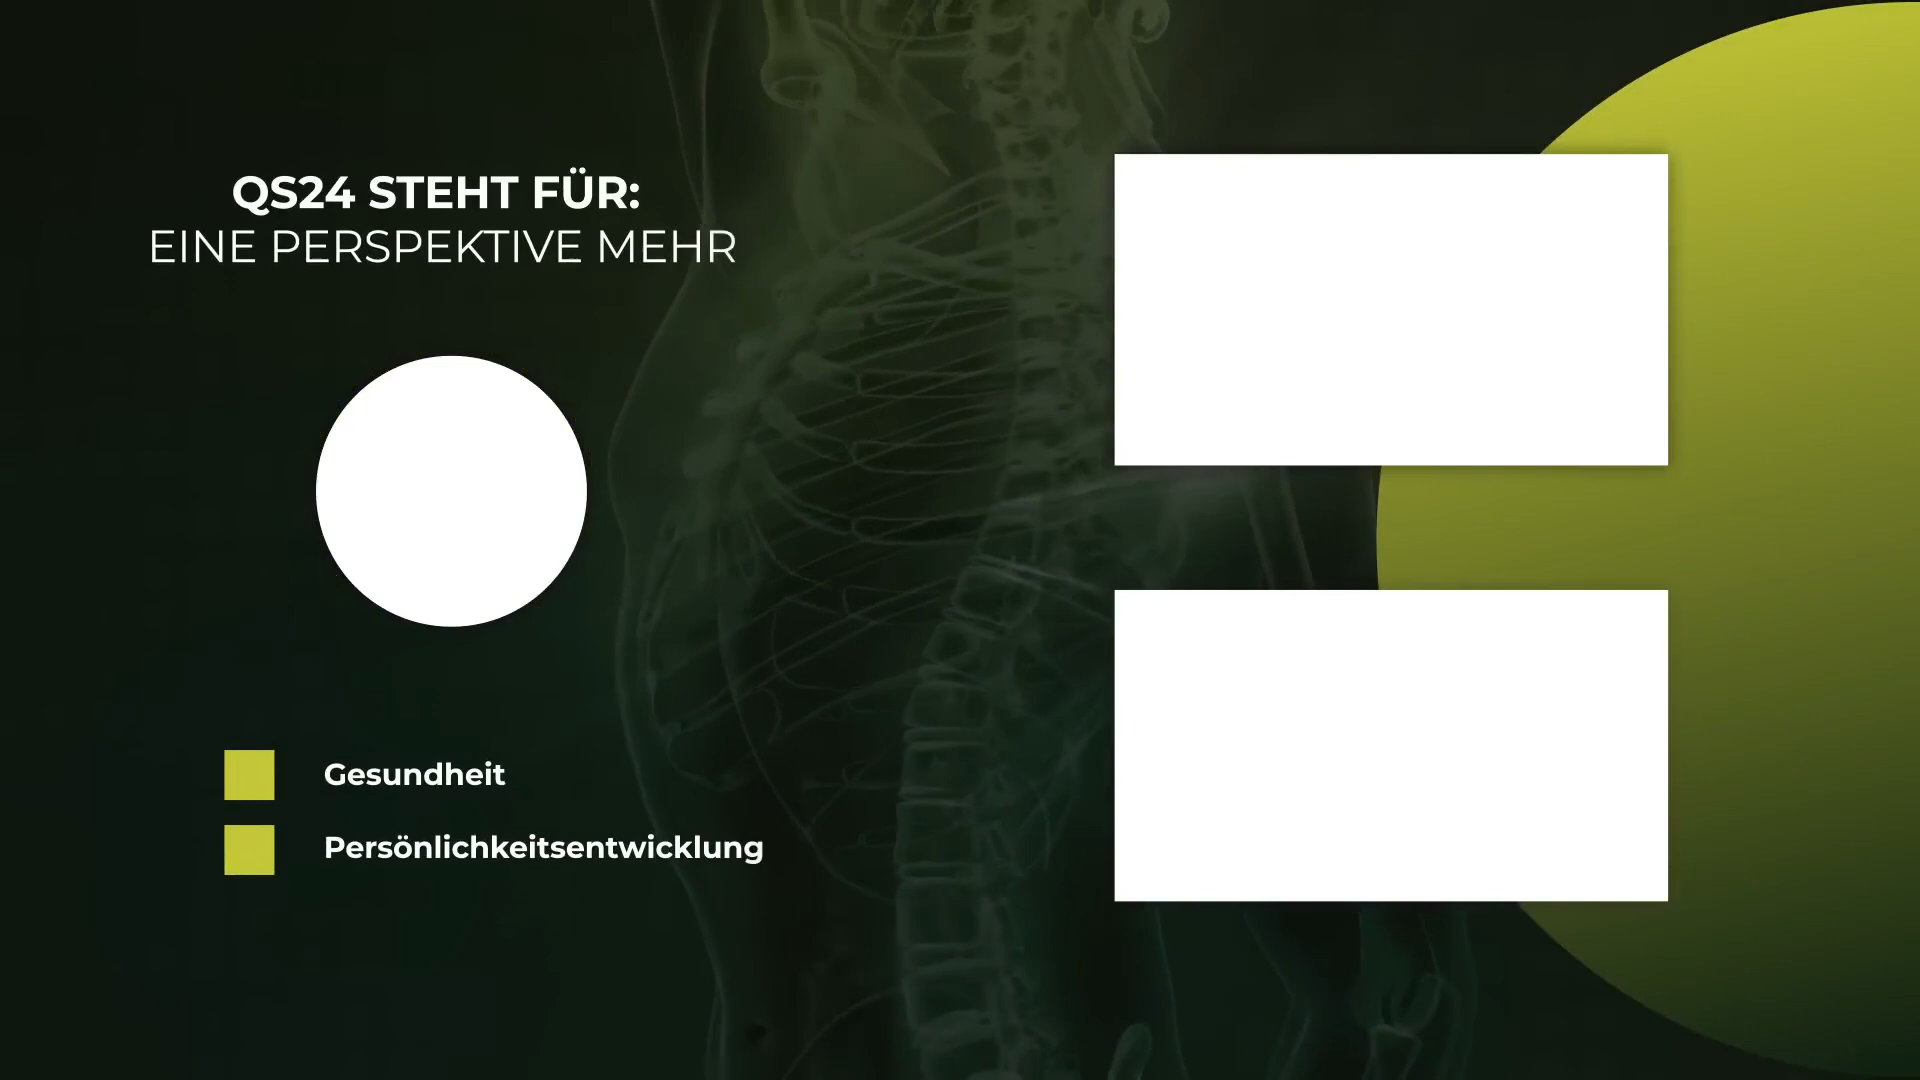 QS24 STEHT FÜR:
EINE PERSPEKTIVE MEHR
Gesundheit
Persönlichkeitsentwicklung